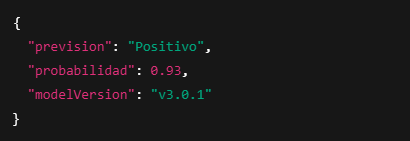 {
"prevision": "Positivo",
"probabilidad": 0.93,
"modelVersion": "v3.0.1"
}